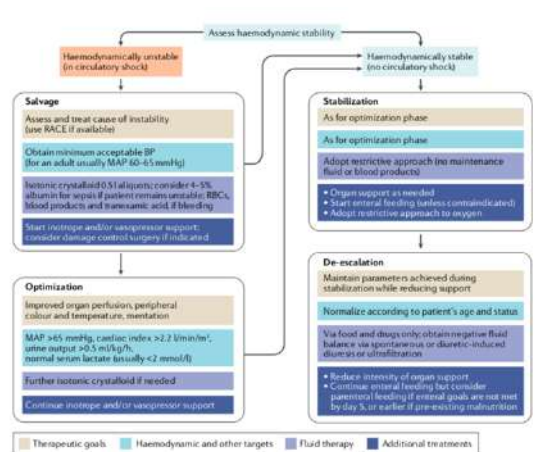 Assess haemodynamic stability
Haemodynamically unstable
(in circulatory shock)
Haemodynamically stable
(no circulatory shock)
Salvage
Assess and treat cause of instability
(use RACE if available)
Obtain minimum acceptable BP
(for an adult usually MAP 60–65 mmHg)
Isotonic crystalloid 0.5 l aliquots; consider 4–5%
albumin for sepsis if patient remains unstable; RBCs,
blood products and tranexamic acid, if bleeding
Start inotrope and/or vasopressor support;
consider damage control surgery if indicated
Optimization
Improved organ perfusion, peripheral
colour and temperature, mentation
MAP >65 mmHg, cardiac index >2.2 l/min/m²,
urine output >0.5 ml/kg/h,
normal serum lactate (usually <2 mmol/l)
Further isotonic crystalloid if needed
Continue inotrope and/or vasopressor support
Stabilization
As for optimization phase
As for optimization phase
Adopt restrictive approach (no maintenance
fluid or blood products)
• Organ support as needed
• Start enteral feeding (unless contraindicated)
• Adopt restrictive approach to oxygen
De-escalation
Maintain parameters achieved during
stabilization while reducing support
Normalize according to patient's age and status
Via food and drugs only; obtain negative fluid
balance via spontaneous or diuretic-induced
diuresis or ultrafiltration
• Reduce intensity of organ support
• Continue enteral feeding but consider
parenteral feeding if enteral goals are not met
by day 5, or earlier if pre-existing malnutrition
Therapeutic goals
Haemodynamic and other targets
Fluid therapy
Additional treatments